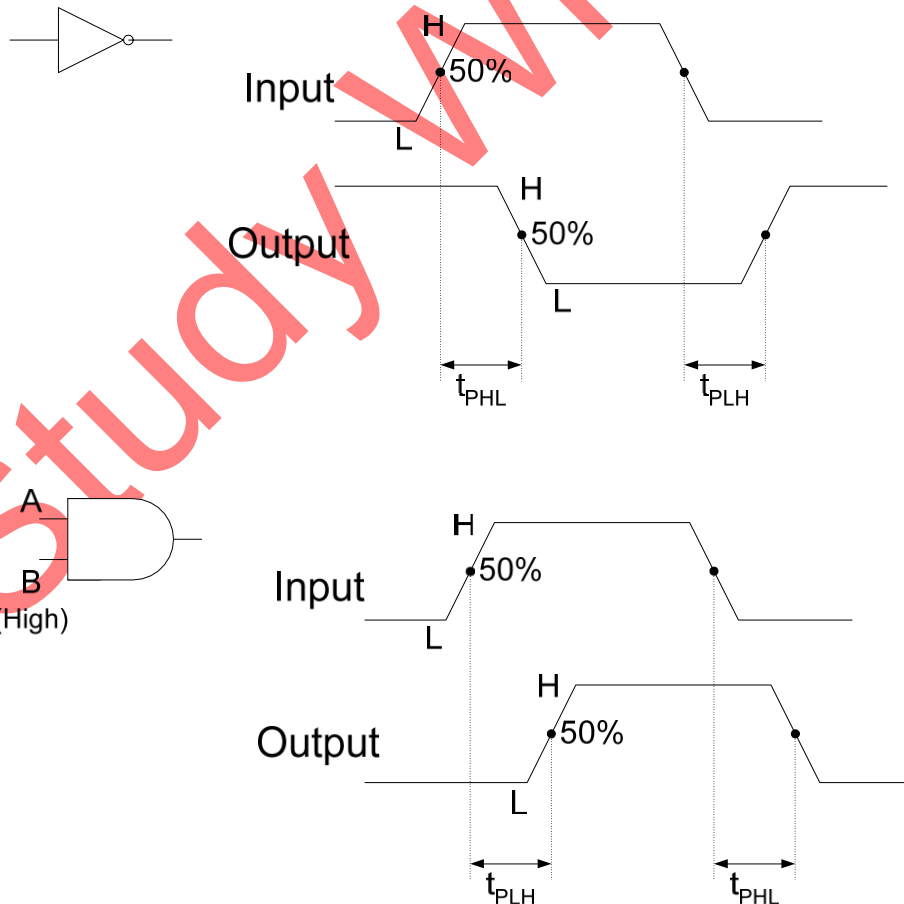 H
50%
Input
L
H
50%
Output
L
tPHL
tPLH
A
B
(High)
H
50%
Input
L
H
50%
Output
L
tPLH
tPHL
Study